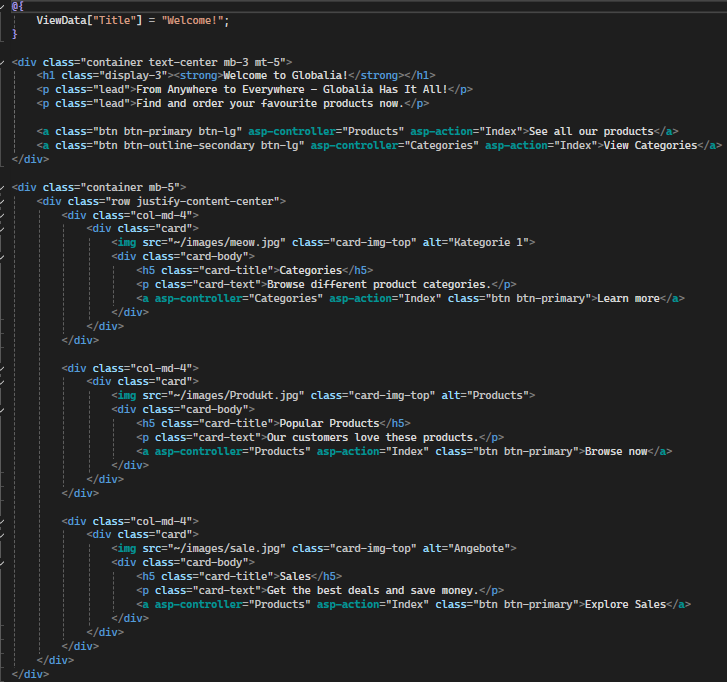 @{
    ViewData["Title"] = "Welcome!";
}

<div class="container text-center mb-3 mt-5">
    <h1 class="display-3"><strong>Welcome to Globalia!</strong></h1>
    <p class="lead">From Anywhere to Everywhere – Globalia Has It All!</p>
    <p class="lead">Find and order your favourite products now.</p>

    <a class="btn btn-primary btn-lg" asp-controller="Products" asp-action="Index">See all our products</a>
    <a class="btn btn-outline-secondary btn-lg" asp-controller="Categories" asp-action="Index">View Categories</a>
</div>

<div class="container mb-5">
    <div class="row justify-content-center">
        <div class="col-md-4">
            <div class="card">
                <img src="~/images/meow.jpg" class="card-img-top" alt="Kategorie 1">
                <div class="card-body">
                    <h5 class="card-title">Categories</h5>
                    <p class="card-text">Browse different product categories.</p>
                    <a asp-controller="Categories" asp-action="Index" class="btn btn-primary">Learn more</a>
                </div>
            </div>
        </div>

        <div class="col-md-4">
            <div class="card">
                <img src="~/images/Produkt.jpg" class="card-img-top" alt="Products">
                <div class="card-body">
                    <h5 class="card-title">Popular Products</h5>
                    <p class="card-text">Our customers love these products.</p>
                    <a asp-controller="Products" asp-action="Index" class="btn btn-primary">Browse now</a>
                </div>
            </div>
        </div>

        <div class="col-md-4">
            <div class="card">
                <img src="~/images/sale.jpg" class="card-img-top" alt="Angebote">
                <div class="card-body">
                    <h5 class="card-title">Sales</h5>
                    <p class="card-text">Get the best deals and save money.</p>
                    <a asp-controller="Products" asp-action="Index" class="btn btn-primary">Explore Sales</a>
                </div>
            </div>
        </div>
    </div>
</div>